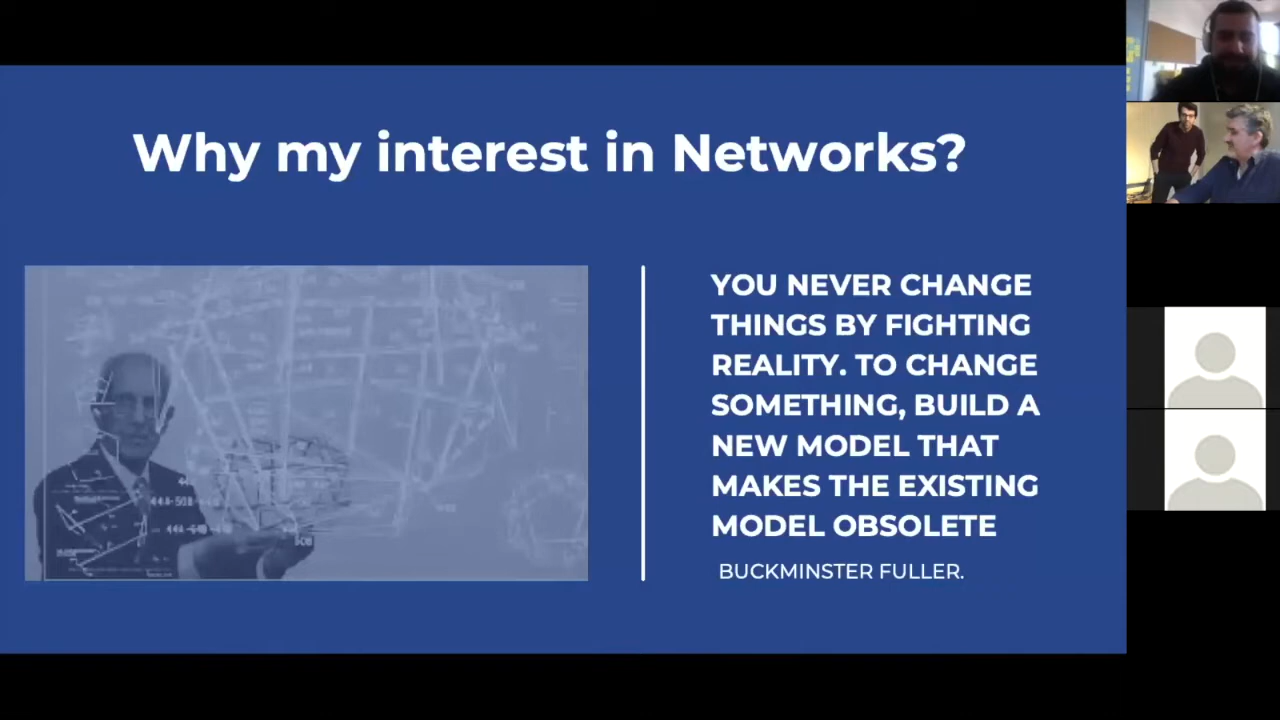 Why my interest in Networks?
YOU NEVER CHANGE
THINGS BY FIGHTING
REALITY. TO CHANGE
SOMETHING, BUILD A
NEW MODEL THAT
MAKES THE EXISTING
MODEL OBSOLETE
BUCKMINSTER FULLER.